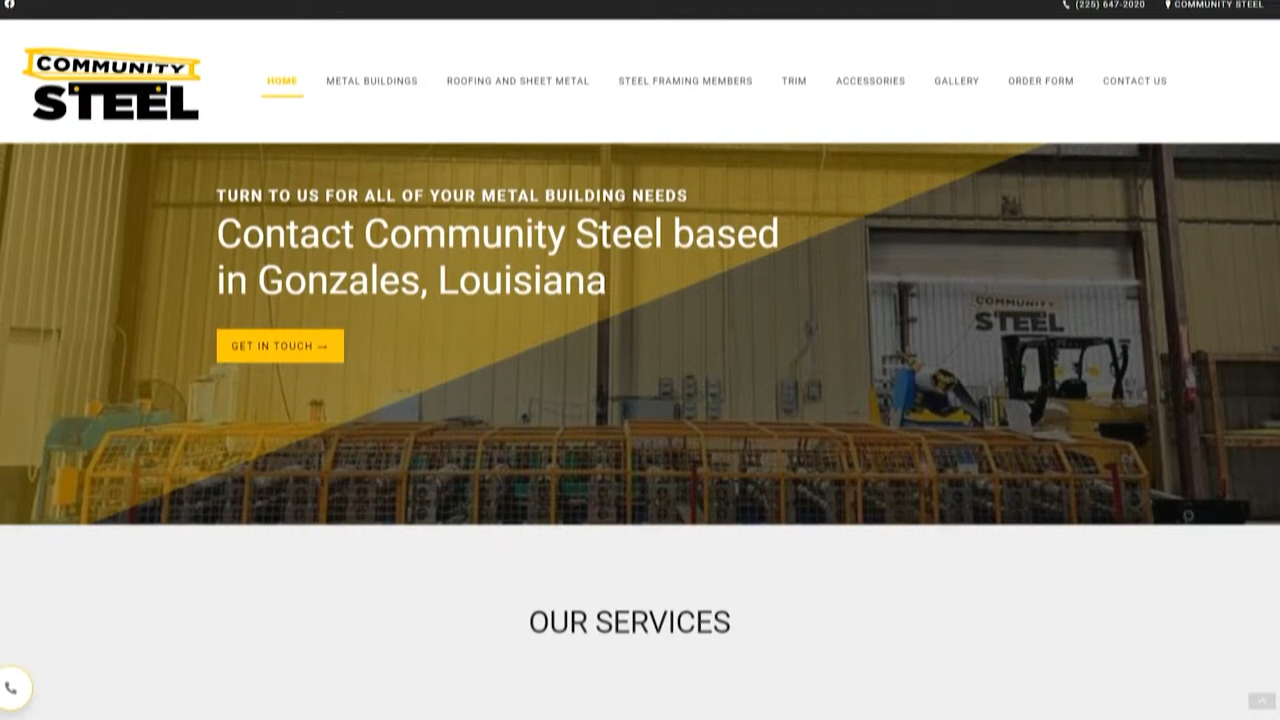 (225) 647-2020
COMMUNITY STEEL
COMMUNITY
STEEL
HOME
METAL BUILDINGS
ROOFING AND SHEET METAL
STEEL FRAMING MEMBERS
TRIM
ACCESSORIES
GALLERY
ORDER FORM
CONTACT US
TURN TO US FOR ALL OF YOUR METAL BUILDING NEEDS
Contact Community Steel based
in Gonzales, Louisiana
GET IN TOUCH →
COMMUNITY
STEEL
OUR SERVICES